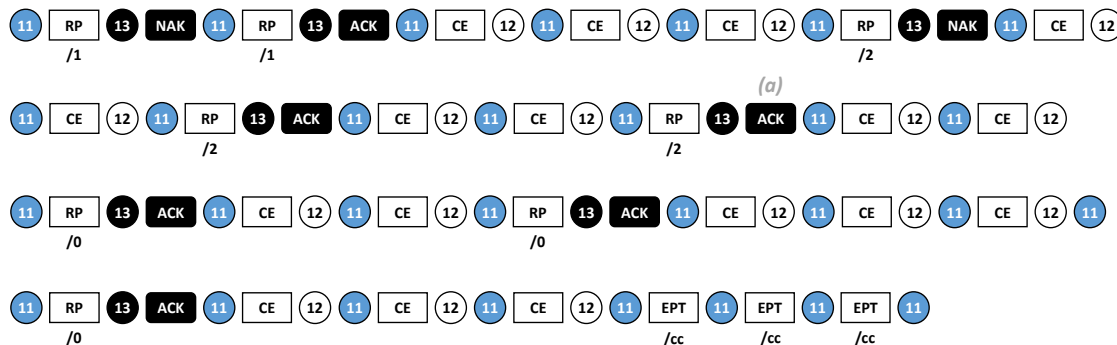 11 RP 13 NAK 11 RP 13 ACK 11 CE 12 11 CE 12 11 CE 12 11 RP 13 NAK 11 CE 12
/1 /1 /2
(a)
11 CE 12 11 RP 13 ACK 11 CE 12 11 CE 12 11 RP 13 ACK 11 CE 12 11 CE 12
/2 /2
11 RP 13 ACK 11 CE 12 11 CE 12 11 RP 13 ACK 11 CE 12 11 CE 12 11 CE 12 11
/0 /0
11 RP 13 ACK 11 CE 12 11 CE 12 11 CE 12 11 EPT 11 EPT 11 EPT 11
/0 /cc /cc /cc